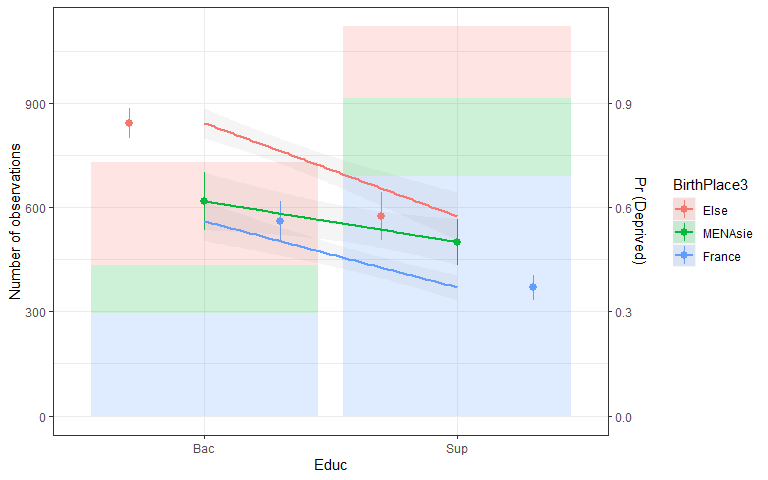 Number of observations
900
600
300
0
0.9
0.6
0.3
0.0
Pr (Deprived)
Bac
Sup
Educ
BirthPlace3
Else
MENAsie
France